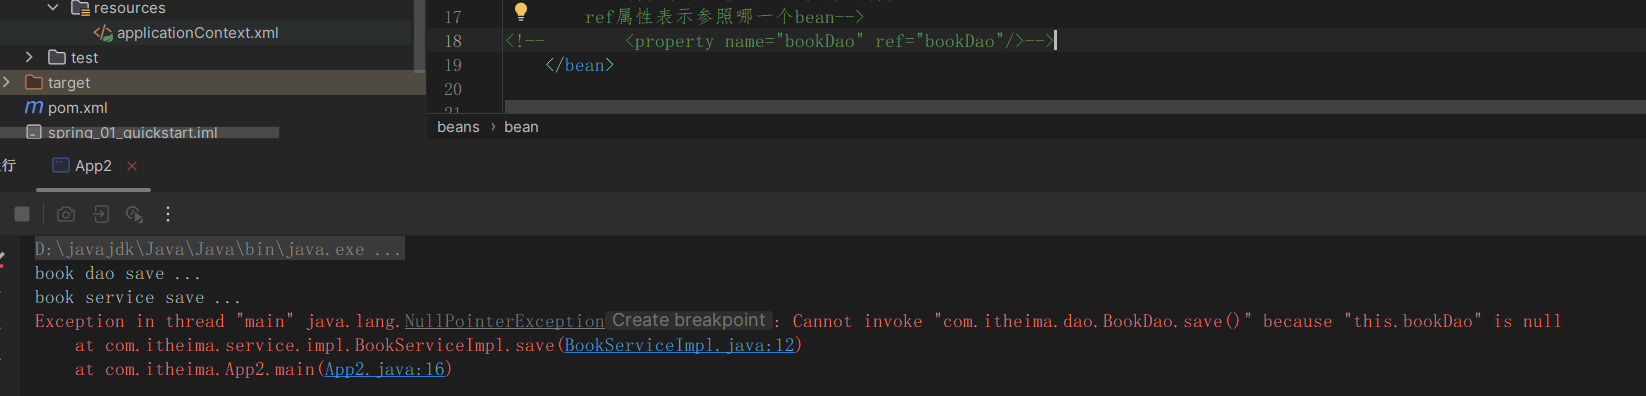 resources
applicationContext.xml
test
target
pom.xml
spring_01_quickstart.iml
17 ref属性表示参照哪一个bean-->
18 <!-- <property name="bookDao" ref="bookDao"/>-->
19 </bean>
20
21
beans › bean
行 App2
D:\javajdk\Java\Java\bin\java.exe ...
book dao save ...
book service save ...
Exception in thread "main" java.lang.NullPointerException Create breakpoint : Cannot invoke "com.itheima.dao.BookDao.save()" because "this.bookDao" is null
at com.itheima.service.impl.BookServiceImpl.save(BookServiceImpl.java:12)
at com.itheima.App2.main(App2.java:16)